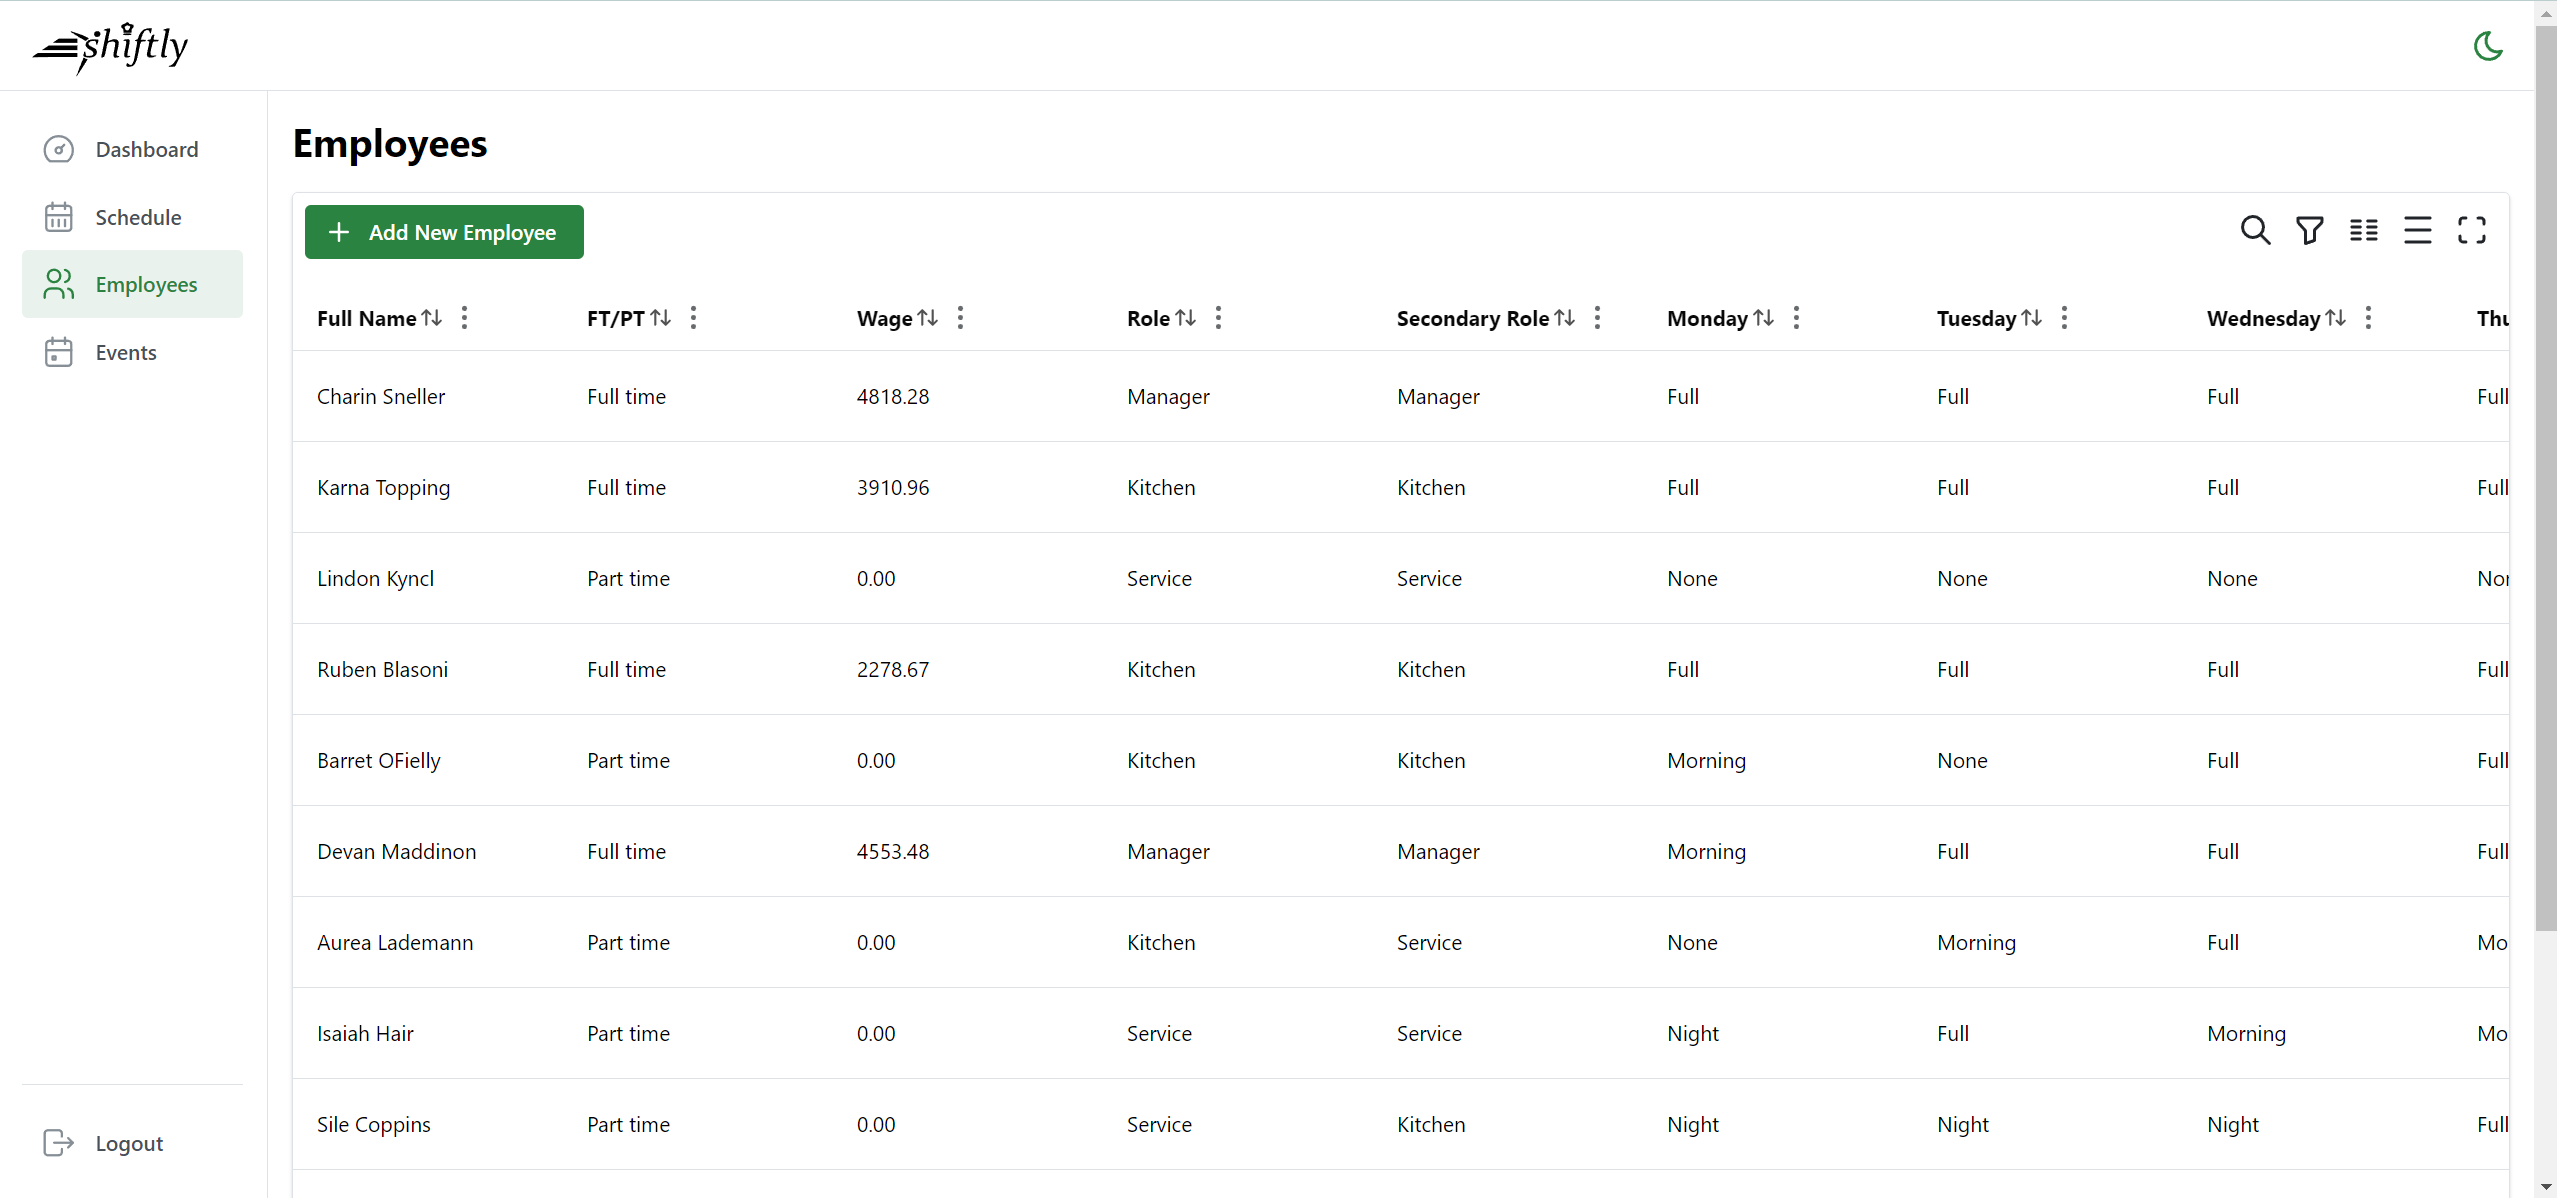 shiftly
Dashboard
Schedule
Employees
Events
Logout
Employees
Add New Employee
Full Name FT/PT Wage Role Secondary Role Monday Tuesday Wednesday Thu
Charin Sneller Full time 4818.28 Manager Manager Full Full Full Full
Karna Topping Full time 3910.96 Kitchen Kitchen Full Full Full Full
Lindon Kyncl Part time 0.00 Service Service None None None Non
Ruben Blasoni Full time 2278.67 Kitchen Kitchen Full Full Full Full
Barret OFielly Part time 0.00 Kitchen Kitchen Morning None Full Full
Devan Maddinon Full time 4553.48 Manager Manager Morning Full Full Full
Aurea Lademann Part time 0.00 Kitchen Service None Morning Full Mo
Isaiah Hair Part time 0.00 Service Service Night Full Morning Mo
Sile Coppins Part time 0.00 Service Kitchen Night Night Night Full